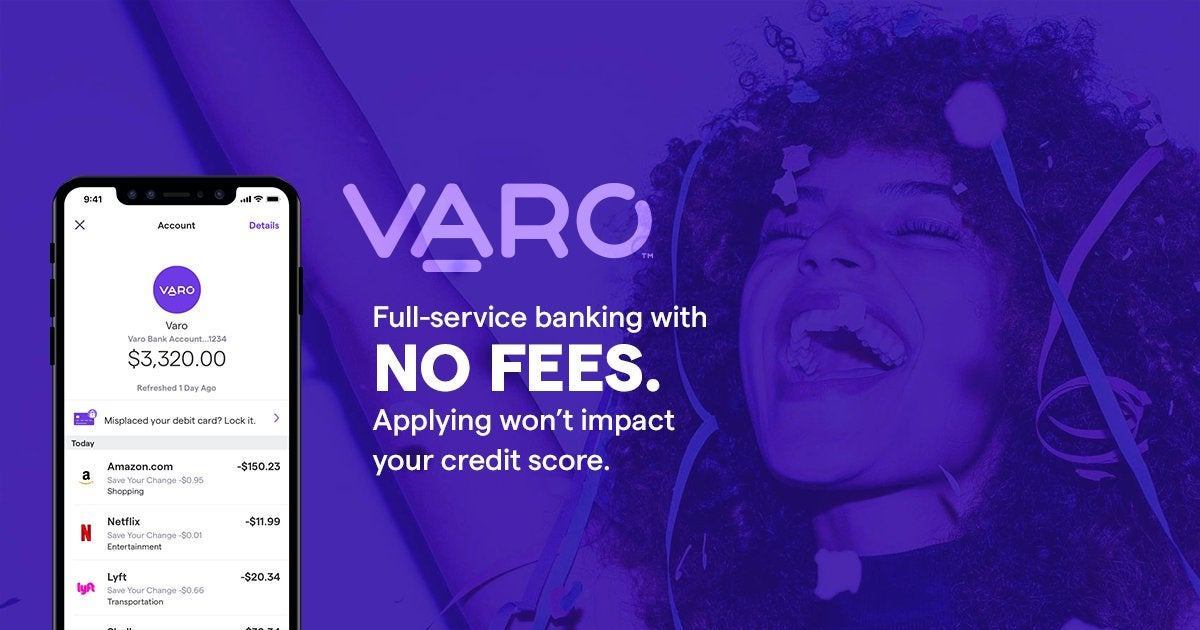 9:41
Account
Details
VARO
Varo
Varo Bank Account...1234
$3,320.00
Refreshed 1 Day Ago
Misplaced your debit card? Lock it.
Today
a
Amazon.com -$150.23
Save Your Change -$0.95
Shopping
N
Netflix -$11.99
Save Your Change -$0.01
Entertainment
lyft
Lyft -$20.34
Save Your Change -$0.66
Transportation
VARO™
Full-service banking with
NO FEES.
Applying won’t impact
your credit score.